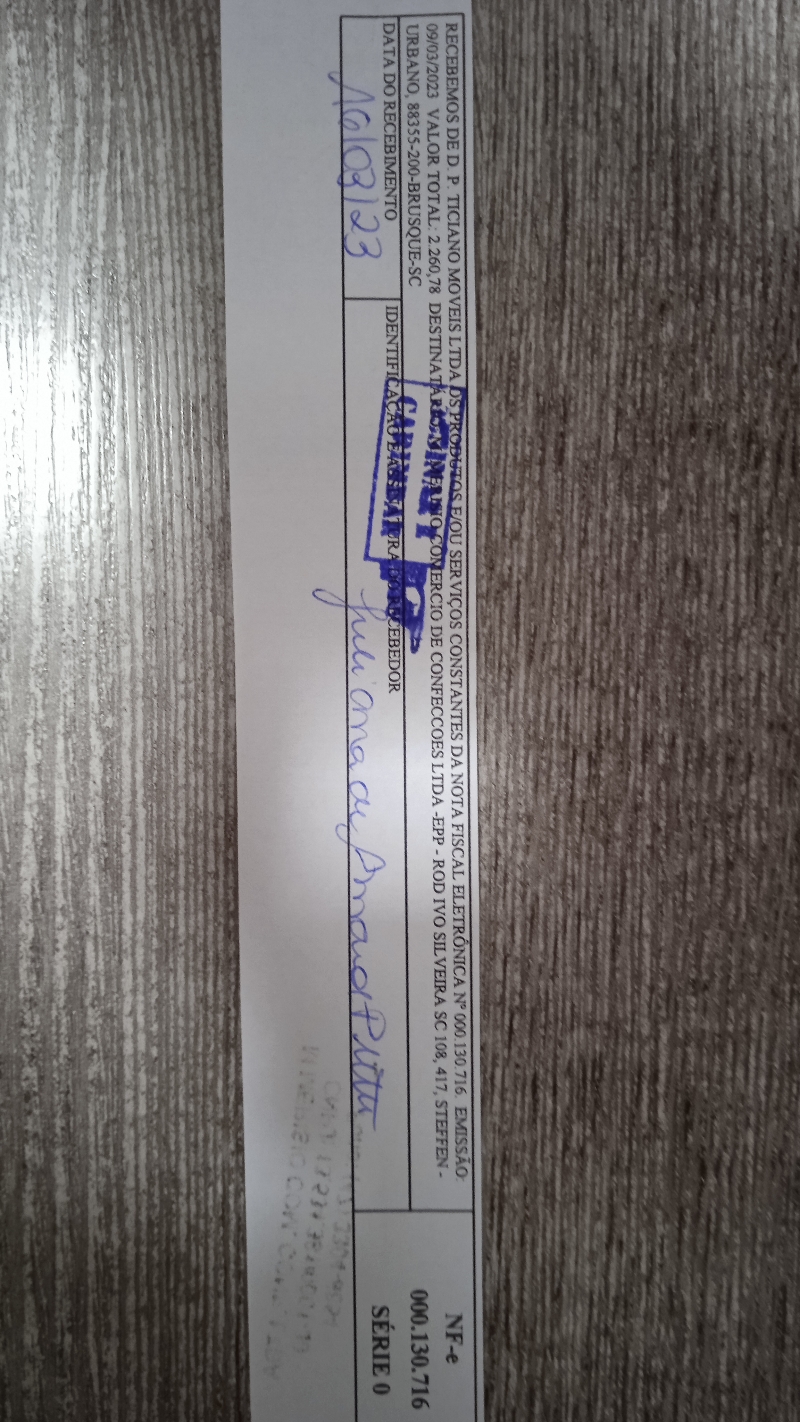 RECEBEMOS DE D. P. TICIANO MOVEIS LTDA OS PRODUTOS E/OU SERVIÇOS CONSTANTES DA NOTA FISCAL ELETRÔNICA Nº 000.130.716. EMISSÃO:
09/03/2023 VALOR TOTAL: 2.260,78 DESTINATÁRIO: COMERCIO DE CONFECCOES LTDA -EPP - ROD IVO SILVEIRA SC 108, 417, STEFFEN -
URBANO, 88355-200-BRUSQUE-SC
DATA DO RECEBIMENTO
16/03/23
IDENTIFICAÇÃO E ASSINATURA DO RECEBEDOR
Juliana de
NF-e
000.130.716
SÉRIE 0